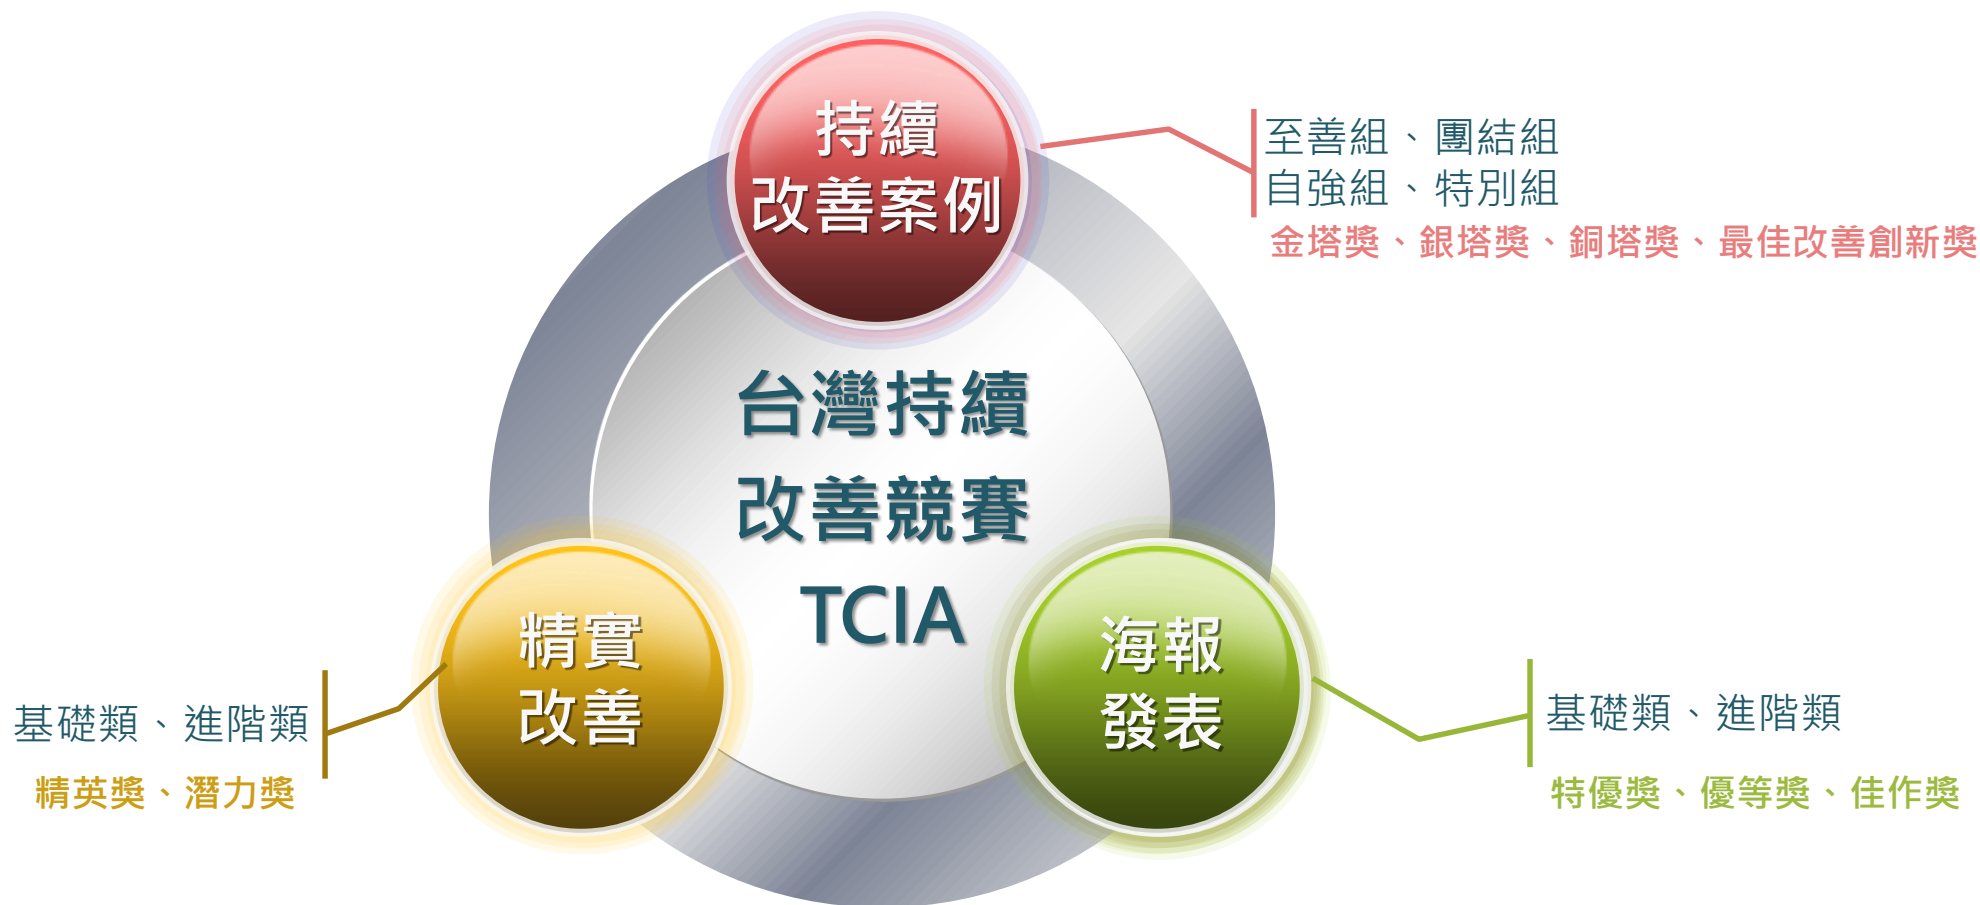 持續
改善案例
至善組、團結組
自強組、特別組
金塔獎、銀塔獎、銅塔獎、最佳改善創新獎
台灣持續
改善競賽
TCIA
精實
改善
基礎類、進階類
精英獎、潛力獎
海報
發表
基礎類、進階類
特優獎、優等獎、佳作獎